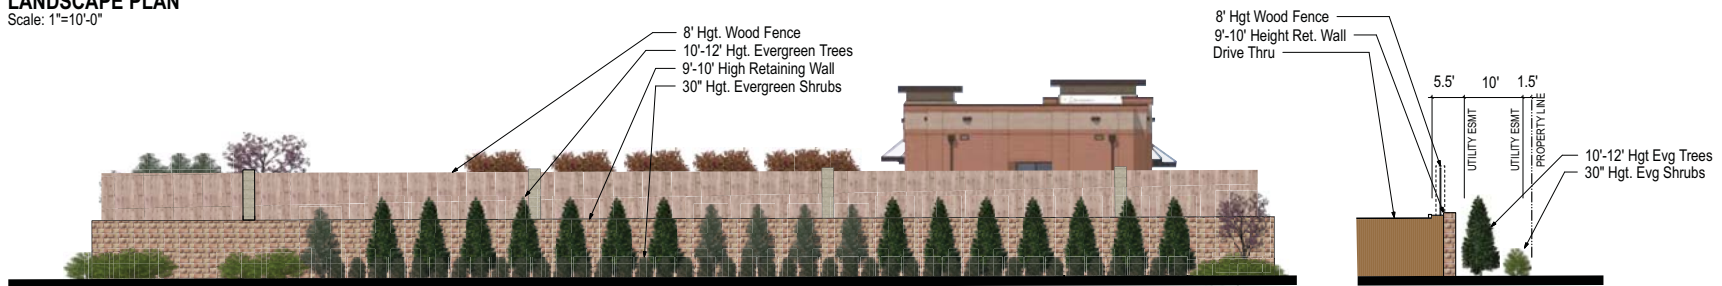 LANDSCAPE PLAN
Scale: 1"=10'-0"
8' Hgt. Wood Fence
10'-12' Hgt. Evergreen Trees
9'-10' High Retaining Wall
30" Hgt. Evergreen Shrubs
8' Hgt Wood Fence
9'-10' Height Ret. Wall
Drive Thru
5.5'
10'
1.5'
UTILITY ESMT
UTILITY ESMT
PROPERTY LINE
10'-12' Hgt Evg Trees
30" Hgt. Evg Shrubs